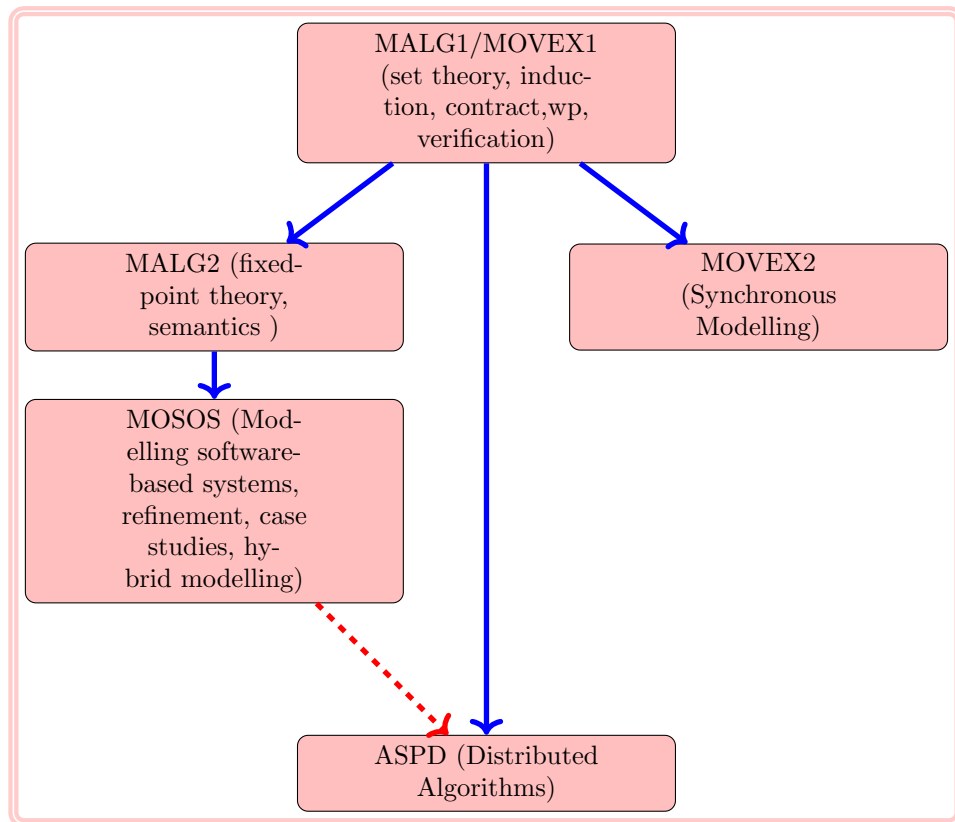 MALG1/MOVEX1
(set theory, induc-
tion, contract,wp,
verification)
MALG2 (fixed-
point theory,
semantics )
MOVEX2
(Synchronous
Modelling)
MOSOS (Mod-
elling software-
based systems,
refinement, case
studies, hy-
brid modelling)
ASPD (Distributed
Algorithms)